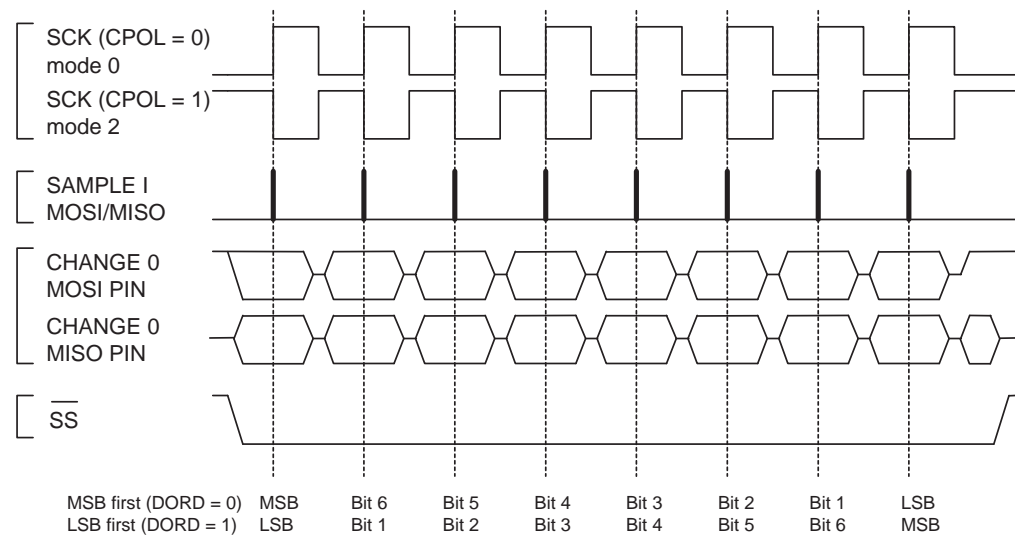 SCK (CPOL = 0)
mode 0
SCK (CPOL = 1)
mode 2
SAMPLE I
MOSI/MISO
CHANGE 0
MOSI PIN
CHANGE 0
MISO PIN
SS
MSB first (DORD = 0) MSB Bit 6 Bit 5 Bit 4 Bit 3 Bit 2 Bit 1 LSB
LSB first (DORD = 1) LSB Bit 1 Bit 2 Bit 3 Bit 4 Bit 5 Bit 6 MSB